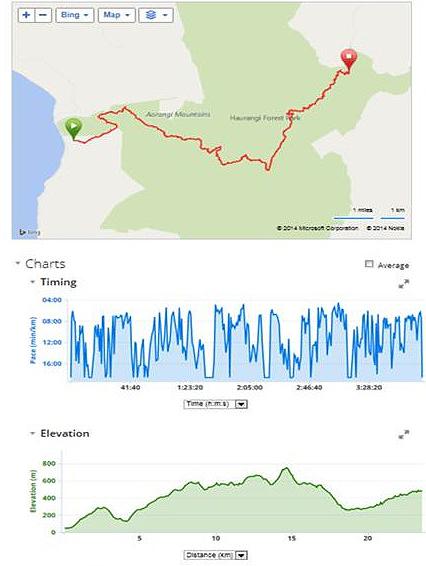 + − Bing Map
Aorangi Mountains
Haurangi Forest Park
1 miles 1 km
© 2014 Microsoft Corporation © 2014 Nokia
bing
Charts
Average
Timing
Pace (min/km)
04:00
08:00
12:00
16:00
41:40 1:23:20 2:05:00 2:46:40 3:28:20
Time (h:m:s)
Elevation
Elevation (m)
800
600
400
200
0
5 10 15 20
Distance (km)